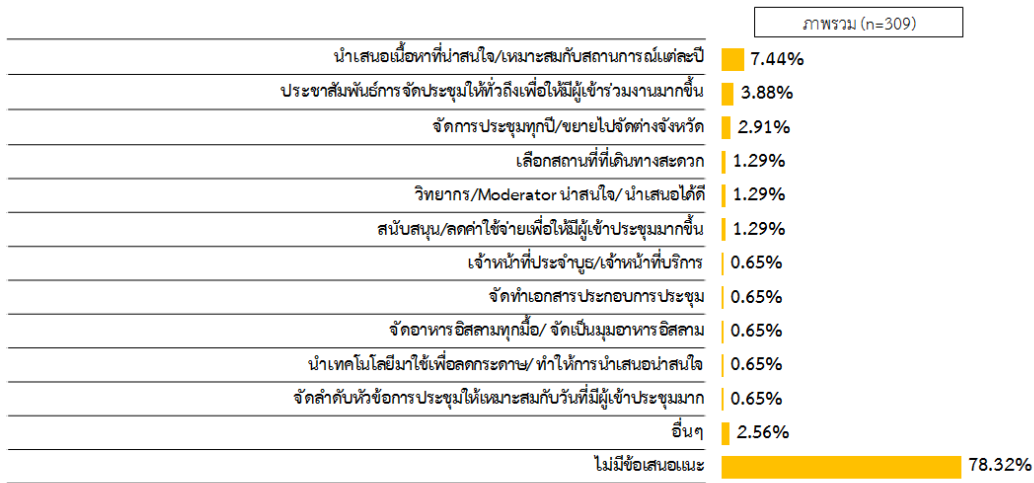 ภาพรวม (n=309)
นำเสนอเนื้อหาที่น่าสนใจ/เหมาะสมกับสถานการณ์แต่ละปี 7.44%
ประชาสัมพันธ์การจัดประชุมให้ทั่วถึงเพื่อให้มีผู้เข้าร่วมงานมากขึ้น 3.88%
จัดการประชุมทุกปี/ขยายไปจัดต่างจังหวัด 2.91%
เลือกสถานที่ที่เดินทางสะดวก 1.29%
วิทยากร/Moderator น่าสนใจ/ นำเสนอได้ดี 1.29%
สนับสนุน/ลดค่าใช้จ่ายเพื่อให้มีผู้เข้าประชุมมากขึ้น 1.29%
เจ้าหน้าที่ประจำบูธ/เจ้าหน้าที่บริการ 0.65%
จัดทำเอกสารประกอบการประชุม 0.65%
จัดอาหารอิสลามทุกมื้อ/ จัดเป็นมุมอาหารอิสลาม 0.65%
นำเทคโนโลยีมาใช้เพื่อลดกระดาษ/ ทำให้การนำเสนอน่าสนใจ 0.65%
จัดลำดับหัวข้อการประชุมให้เหมาะสมกับวันที่มีผู้เข้าประชุมมาก 0.65%
อื่นๆ 2.56%
ไม่มีข้อเสนอแนะ 78.32%